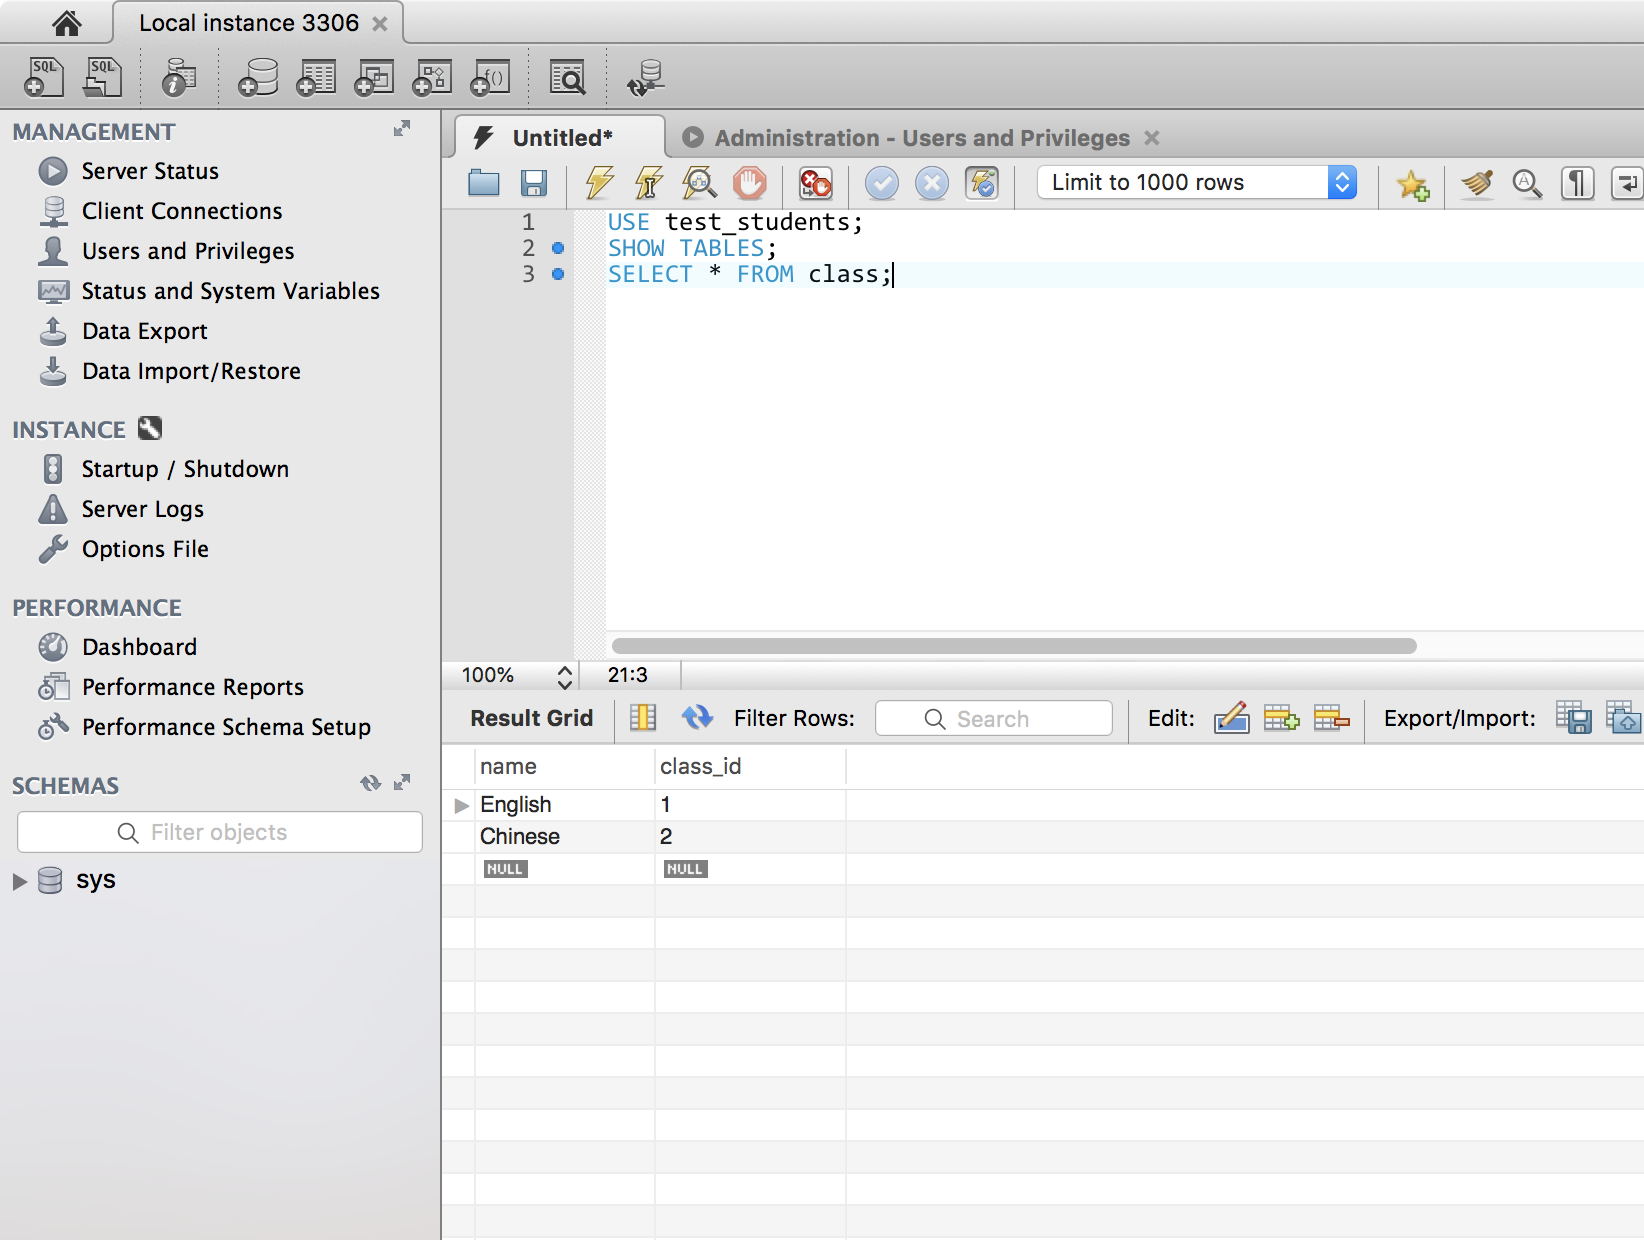 Local instance 3306
SQL
SQL
i
f()
MANAGEMENT
Server Status
Client Connections
Users and Privileges
Status and System Variables
Data Export
Data Import/Restore
INSTANCE
Startup / Shutdown
Server Logs
Options File
PERFORMANCE
Dashboard
Performance Reports
Performance Schema Setup
SCHEMAS
Filter objects
sys
Untitled*
Administration - Users and Privileges
Limit to 1000 rows
A
1 USE test_students;
2 SHOW TABLES;
3 SELECT * FROM class;
100%
21:3
Result Grid
Filter Rows:
Search
Edit:
Export/Import:
name class_id
English 1
Chinese 2
NULL NULL